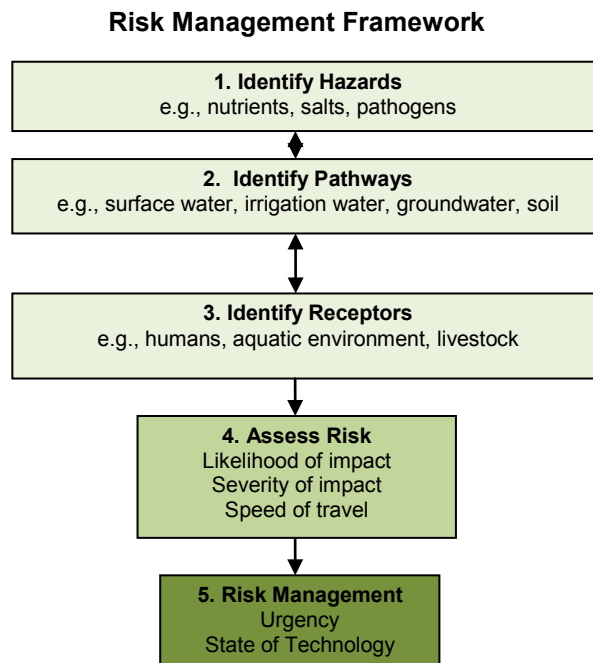 Risk Management Framework
1. Identify Hazards
e.g., nutrients, salts, pathogens
2. Identify Pathways
e.g., surface water, irrigation water, groundwater, soil
3. Identify Receptors
e.g., humans, aquatic environment, livestock
4. Assess Risk
Likelihood of impact
Severity of impact
Speed of travel
5. Risk Management
Urgency
State of Technology